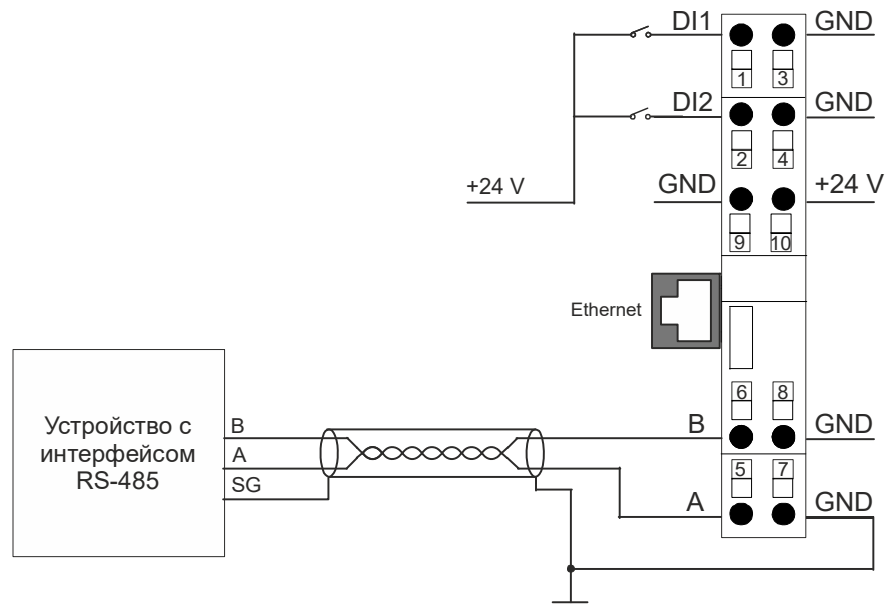 DI1 GND
1 3
DI2 GND
2 4
+24 V GND +24 V
9 10
Ethernet
6 8
B B GND
Устройство с
интерфейсом
RS-485
A
5 7
SG
A GND